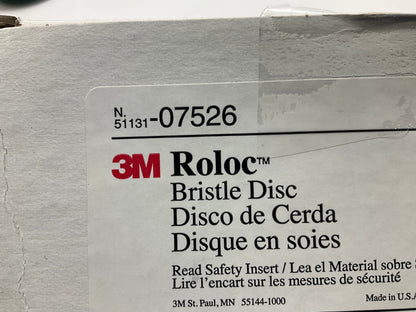 N.
51131-07526
3M Roloc™
Bristle Disc
Disco de Cerda
Disque en soies
Read Safety Insert / Lea el Material sobre
Lire l'encart sur les mesures de sécurité
3M St. Paul, MN 55144-1000 Made in U.S.